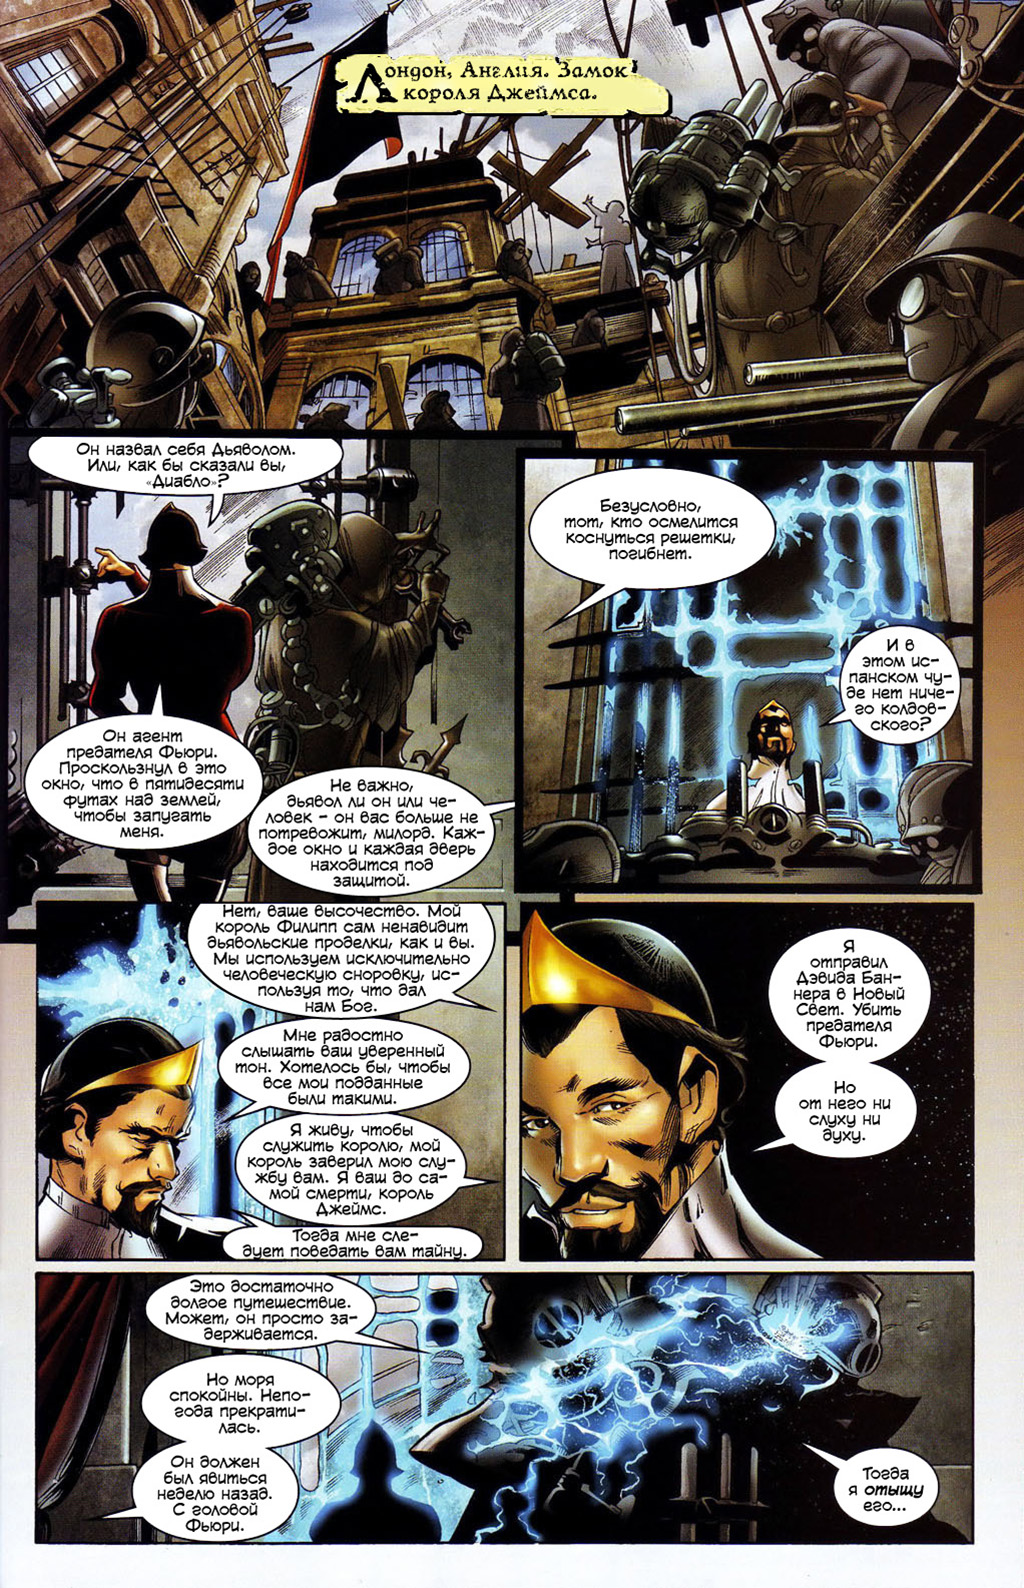 Лондон, Англия. Замок
короля Джеймса.
Он назвал себя Дьяволом.
Или, как бы сказали вы,
«Диабло»?
Он агент
предателя Фьюри.
Проскользнул в это
окно, что в пятидесяти
футах над землей,
чтобы запугать
меня.
Не важно,
дьявол ли он или че-
ловек - он вас больше не
потревожит, милорд. Каж-
дое окно и каждая дверь
находится под
защитой.
Безусловно,
тот, кто осмелится
коснуться решетки,
погибнет.
И в
этом ис-
панском чу-
де нет ниче-
го колдов-
ского?
Нет, ваше высочество. Мой
король Филипп сам ненавидит
дьявольские проделки, как и вы.
Мы используем исключительно
человеческую сноровку, ис-
пользуя то, что дал
нам Бог.
Мне радостно
слышать ваш уверенный
тон. Хотелось бы, чтобы
все мои подданные
были такими.
Я живу, чтобы
служить королю, мой
король заверил мою слу-
жбу вам. Я ваш до са-
мой смерти, король
Джеймс.
Тогда мне сле-
дует поведать вам тайну.
Я
отправил
Дэвида Бан-
нера в Новый
Свет. Убить
предателя
Фьюри.
Но
от него ни
слуху ни
духу.
Это достаточно
долгое путешествие.
Может, он просто за-
держивается.
Но моря
спокойны. Непо-
года прекрати-
лась.
Он должен
был явиться
неделю назад.
С головой
Фьюри.
Тогда
я отыщу
его...